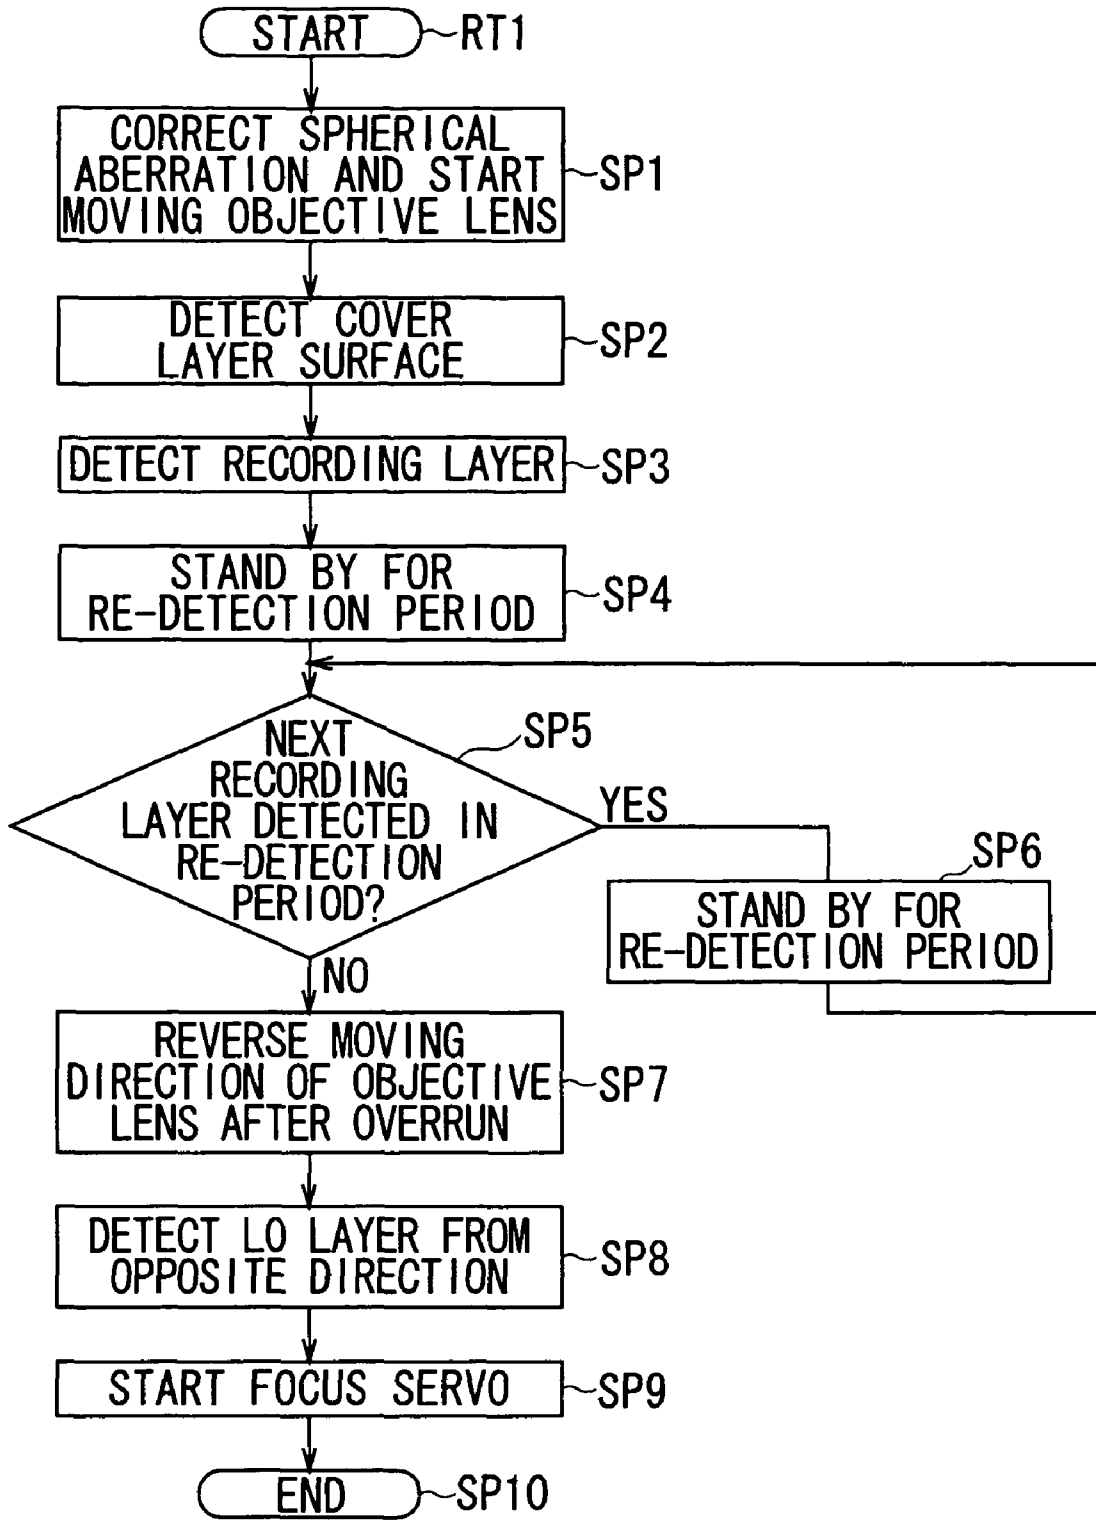 START
RT1
CORRECT SPHERICAL
ABERRATION AND START
MOVING OBJECTIVE LENS
SP1
DETECT COVER
LAYER SURFACE
SP2
DETECT RECORDING LAYER
SP3
STAND BY FOR
RE-DETECTION PERIOD
SP4
NEXT
RECORDING
LAYER DETECTED IN
RE-DETECTION
PERIOD?
SP5
YES
SP6
STAND BY FOR
RE-DETECTION PERIOD
NO
REVERSE MOVING
DIRECTION OF OBJECTIVE
LENS AFTER OVERRUN
SP7
DETECT L0 LAYER FROM
OPPOSITE DIRECTION
SP8
START FOCUS SERVO
SP9
END
SP10